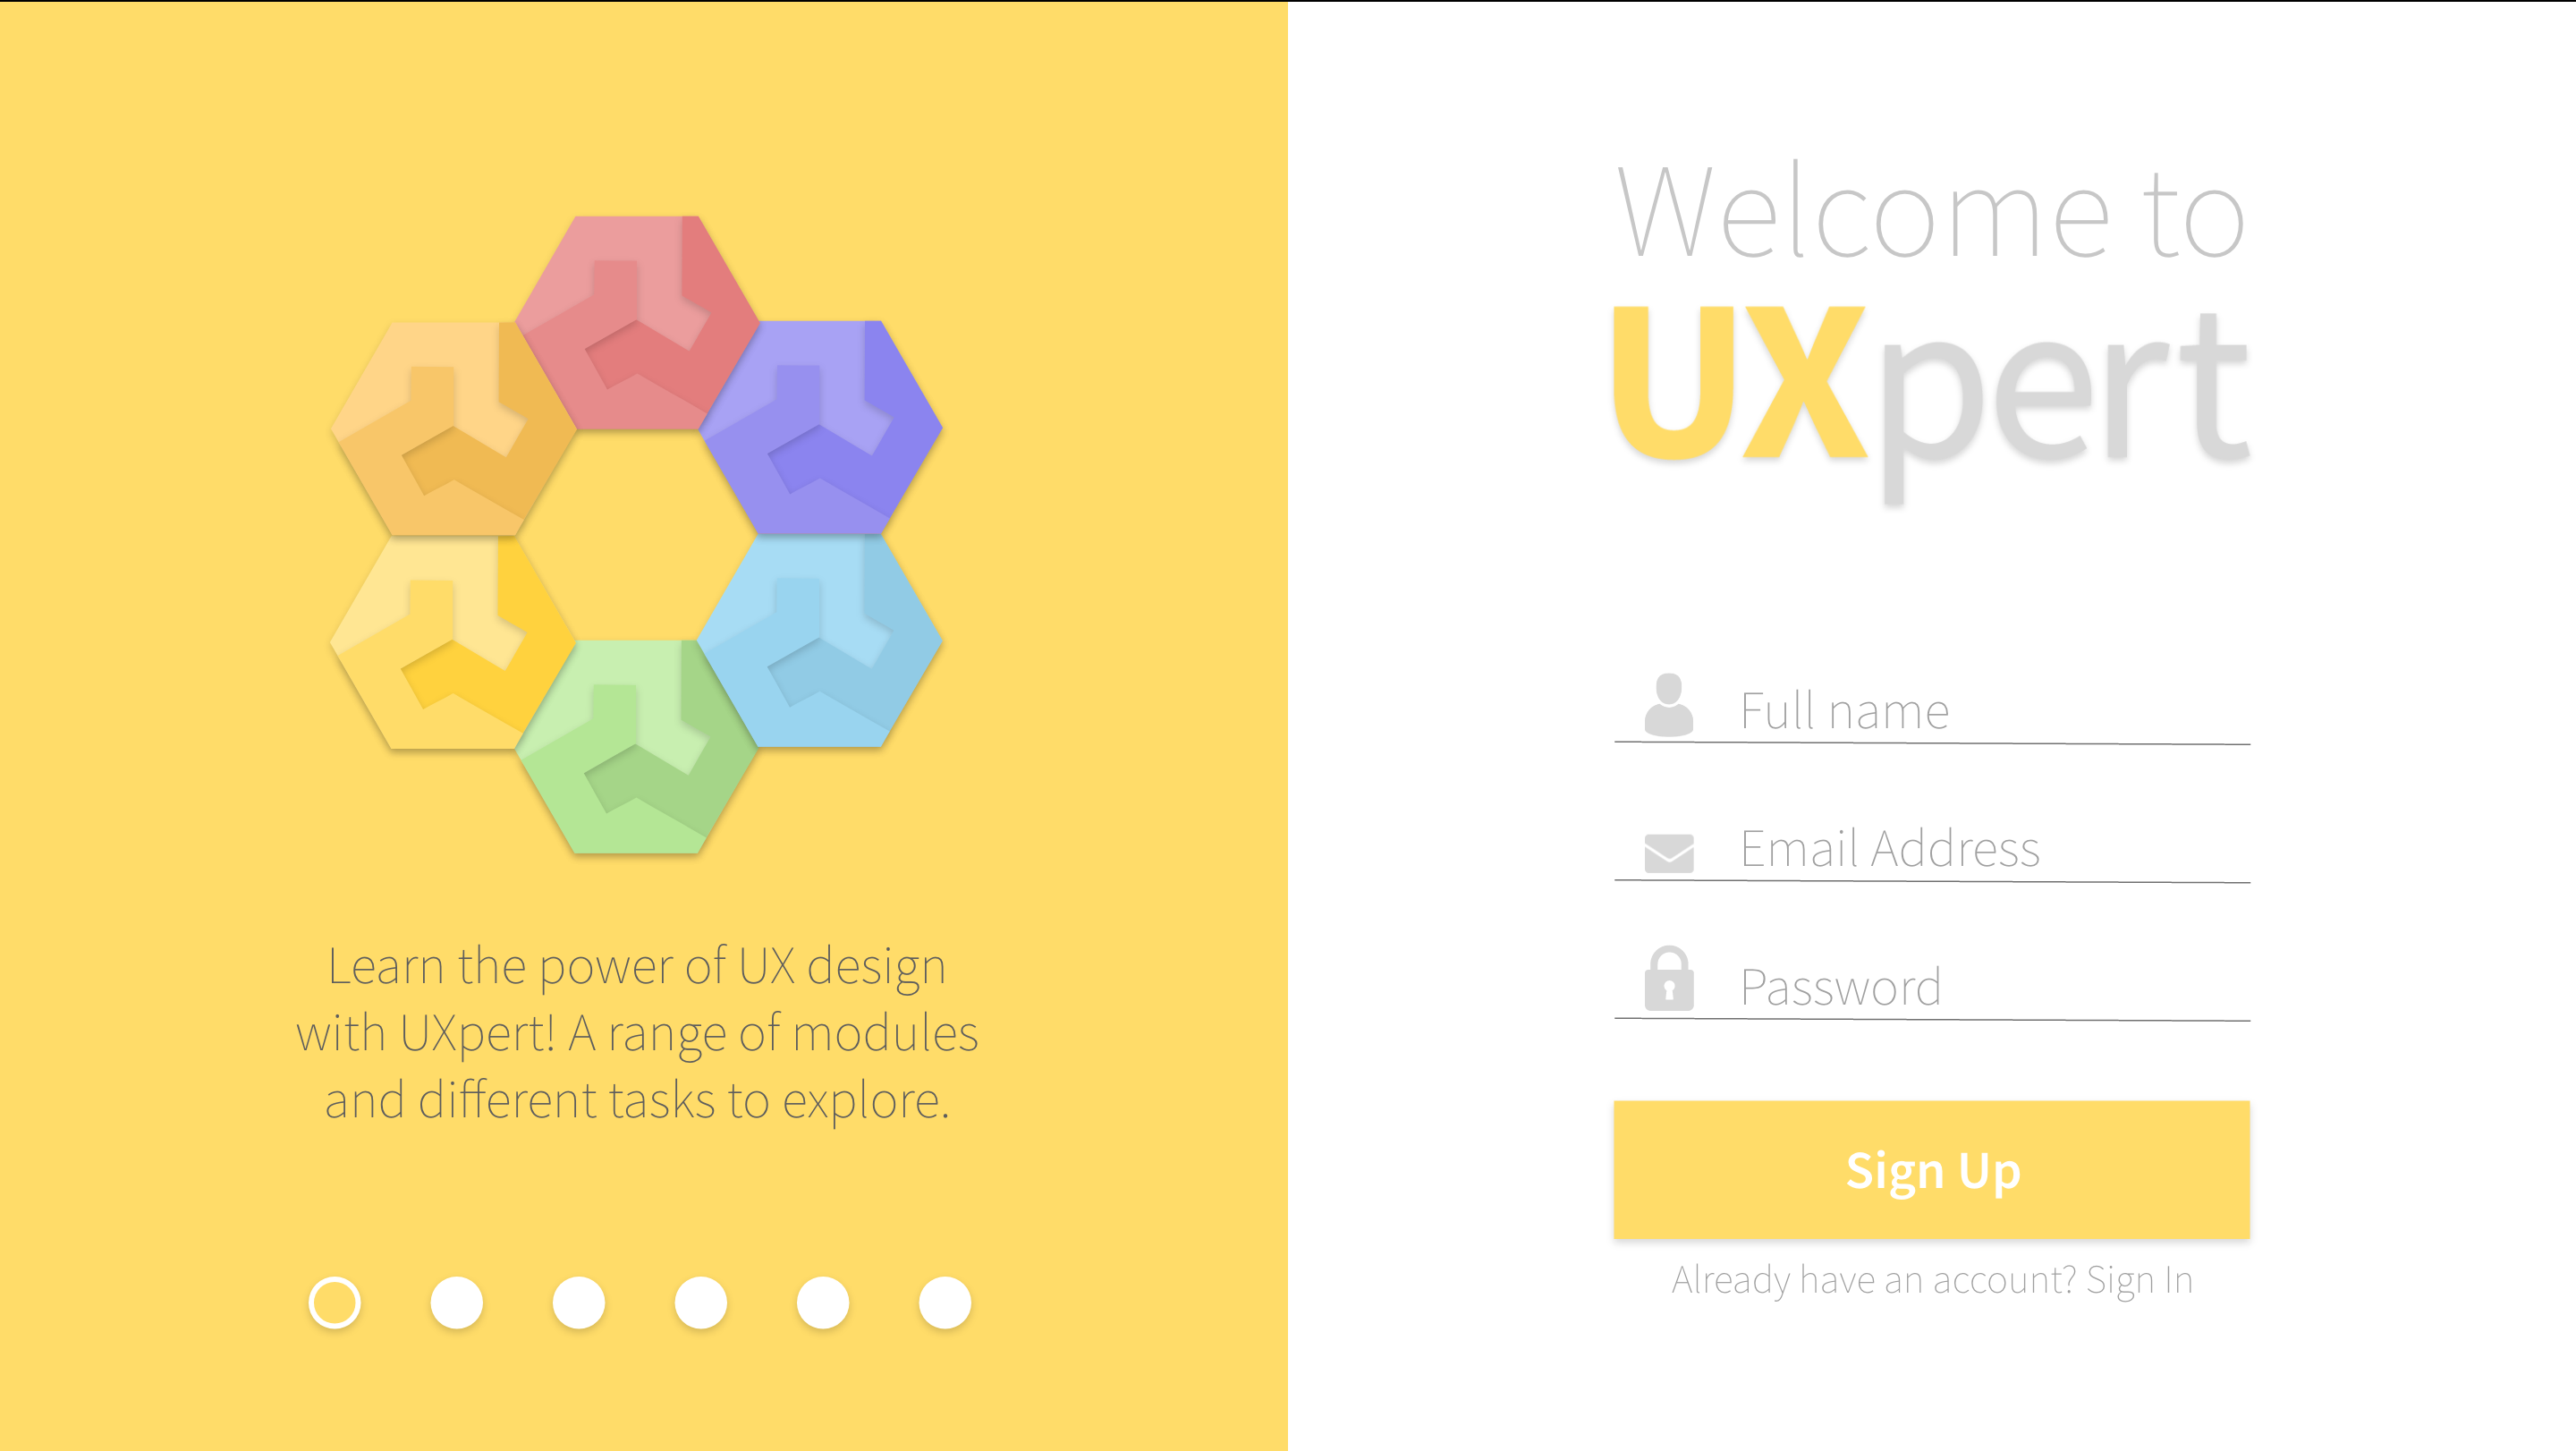 Learn the power of UX design
with UXpert! A range of modules
and different tasks to explore.
Welcome to
UXpert
Full name
Email Address
Password
Sign Up
Already have an account? Sign In